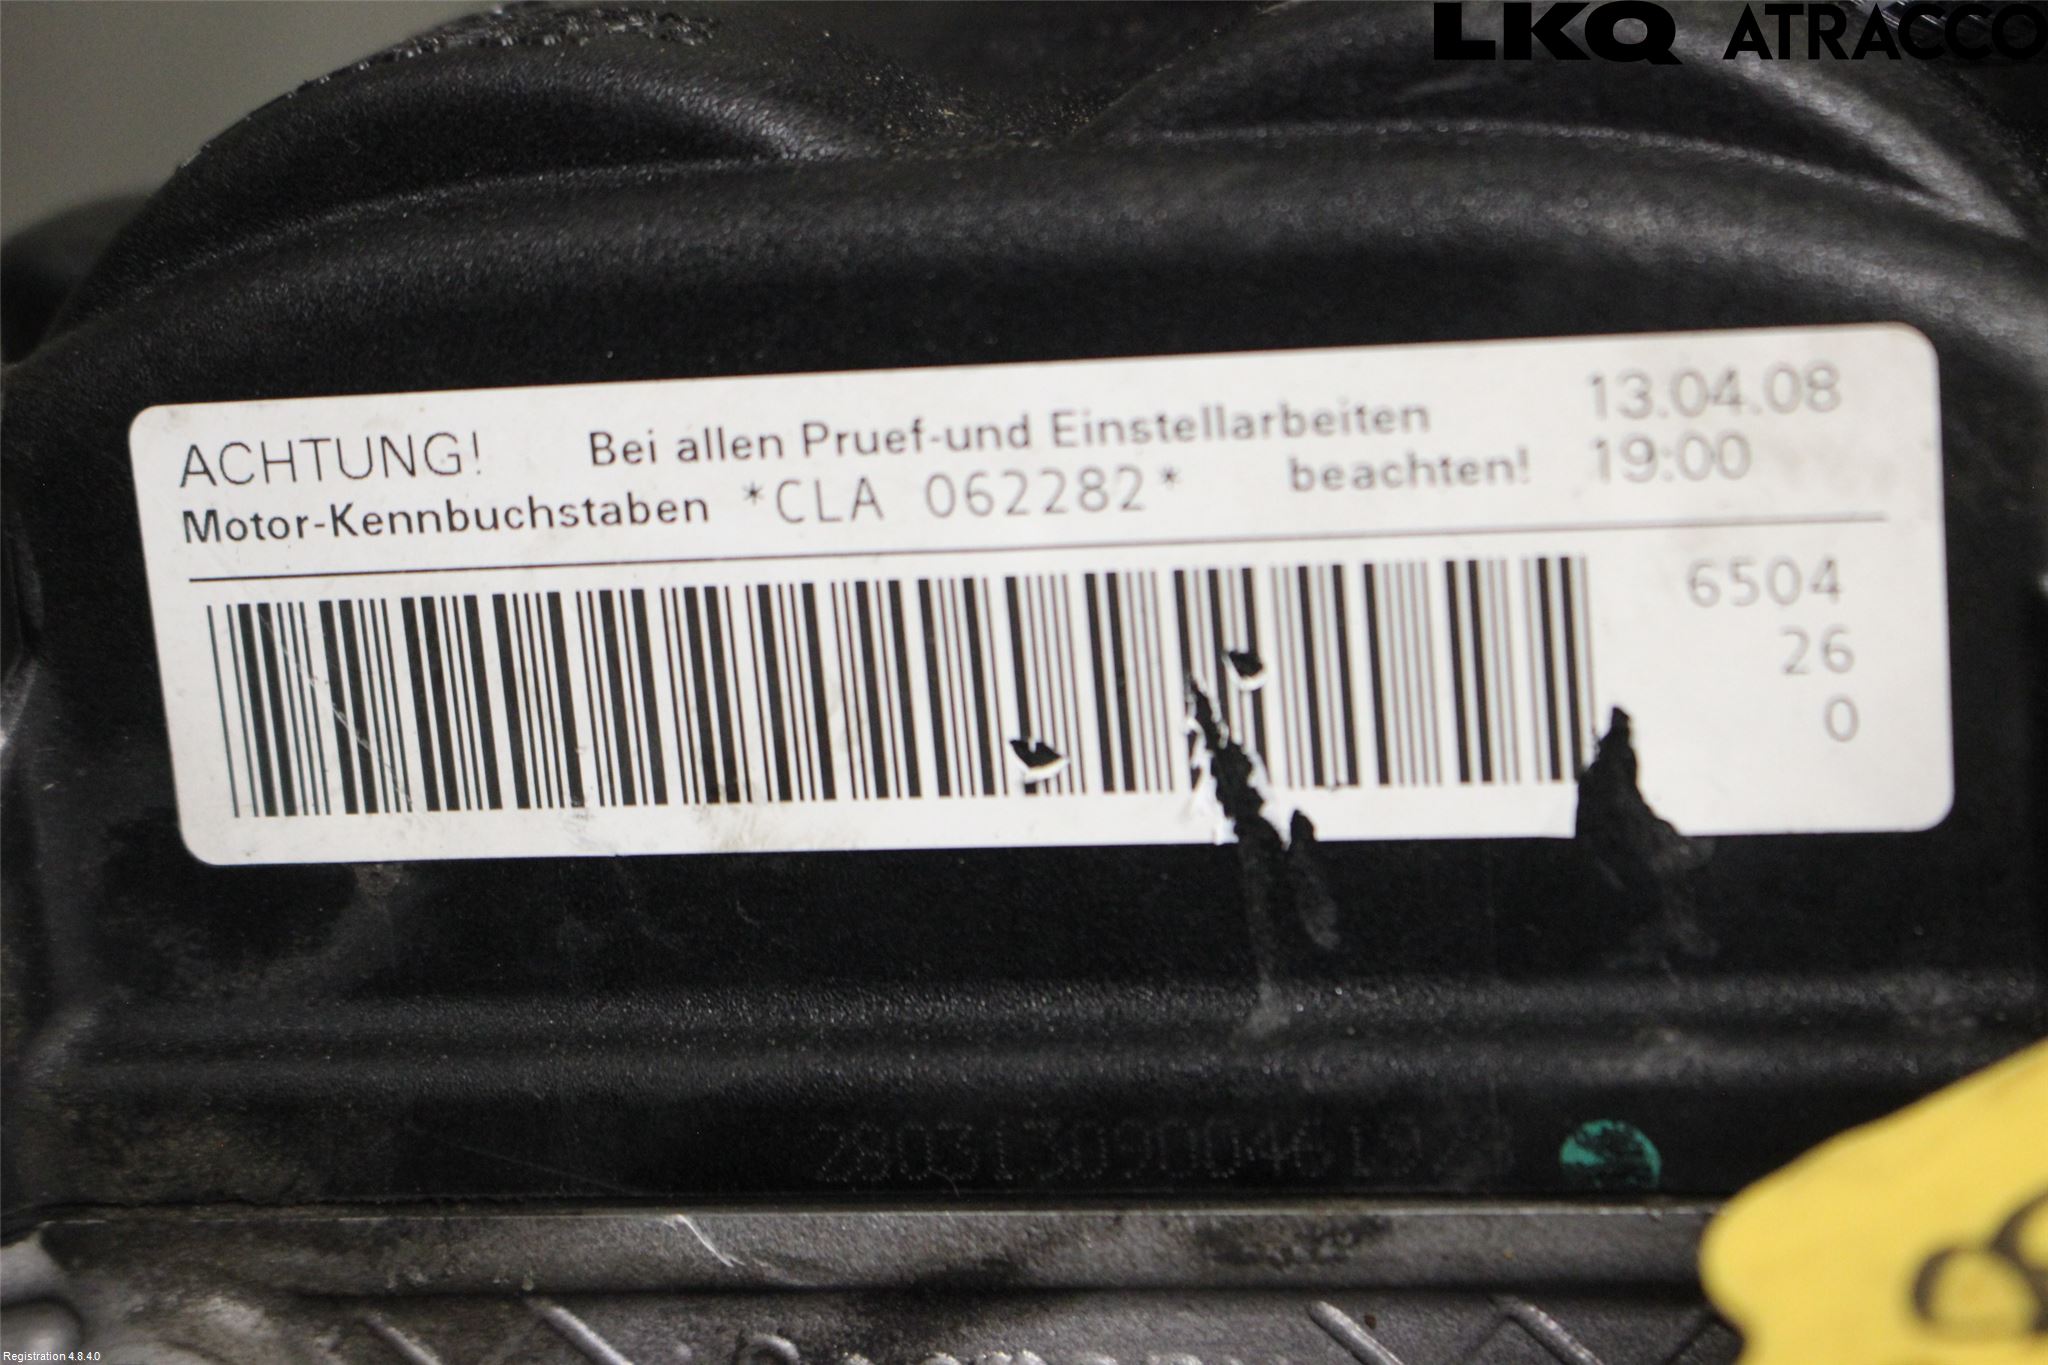 LKQ ATRACCO
ACHTUNG! Bei allen Pruef-und Einstellarbeiten 13.04.08
Motor-Kennbuchstaben *CLA 062282* beachten! 19:00
6504
26
0
Registration 4.8.4.0